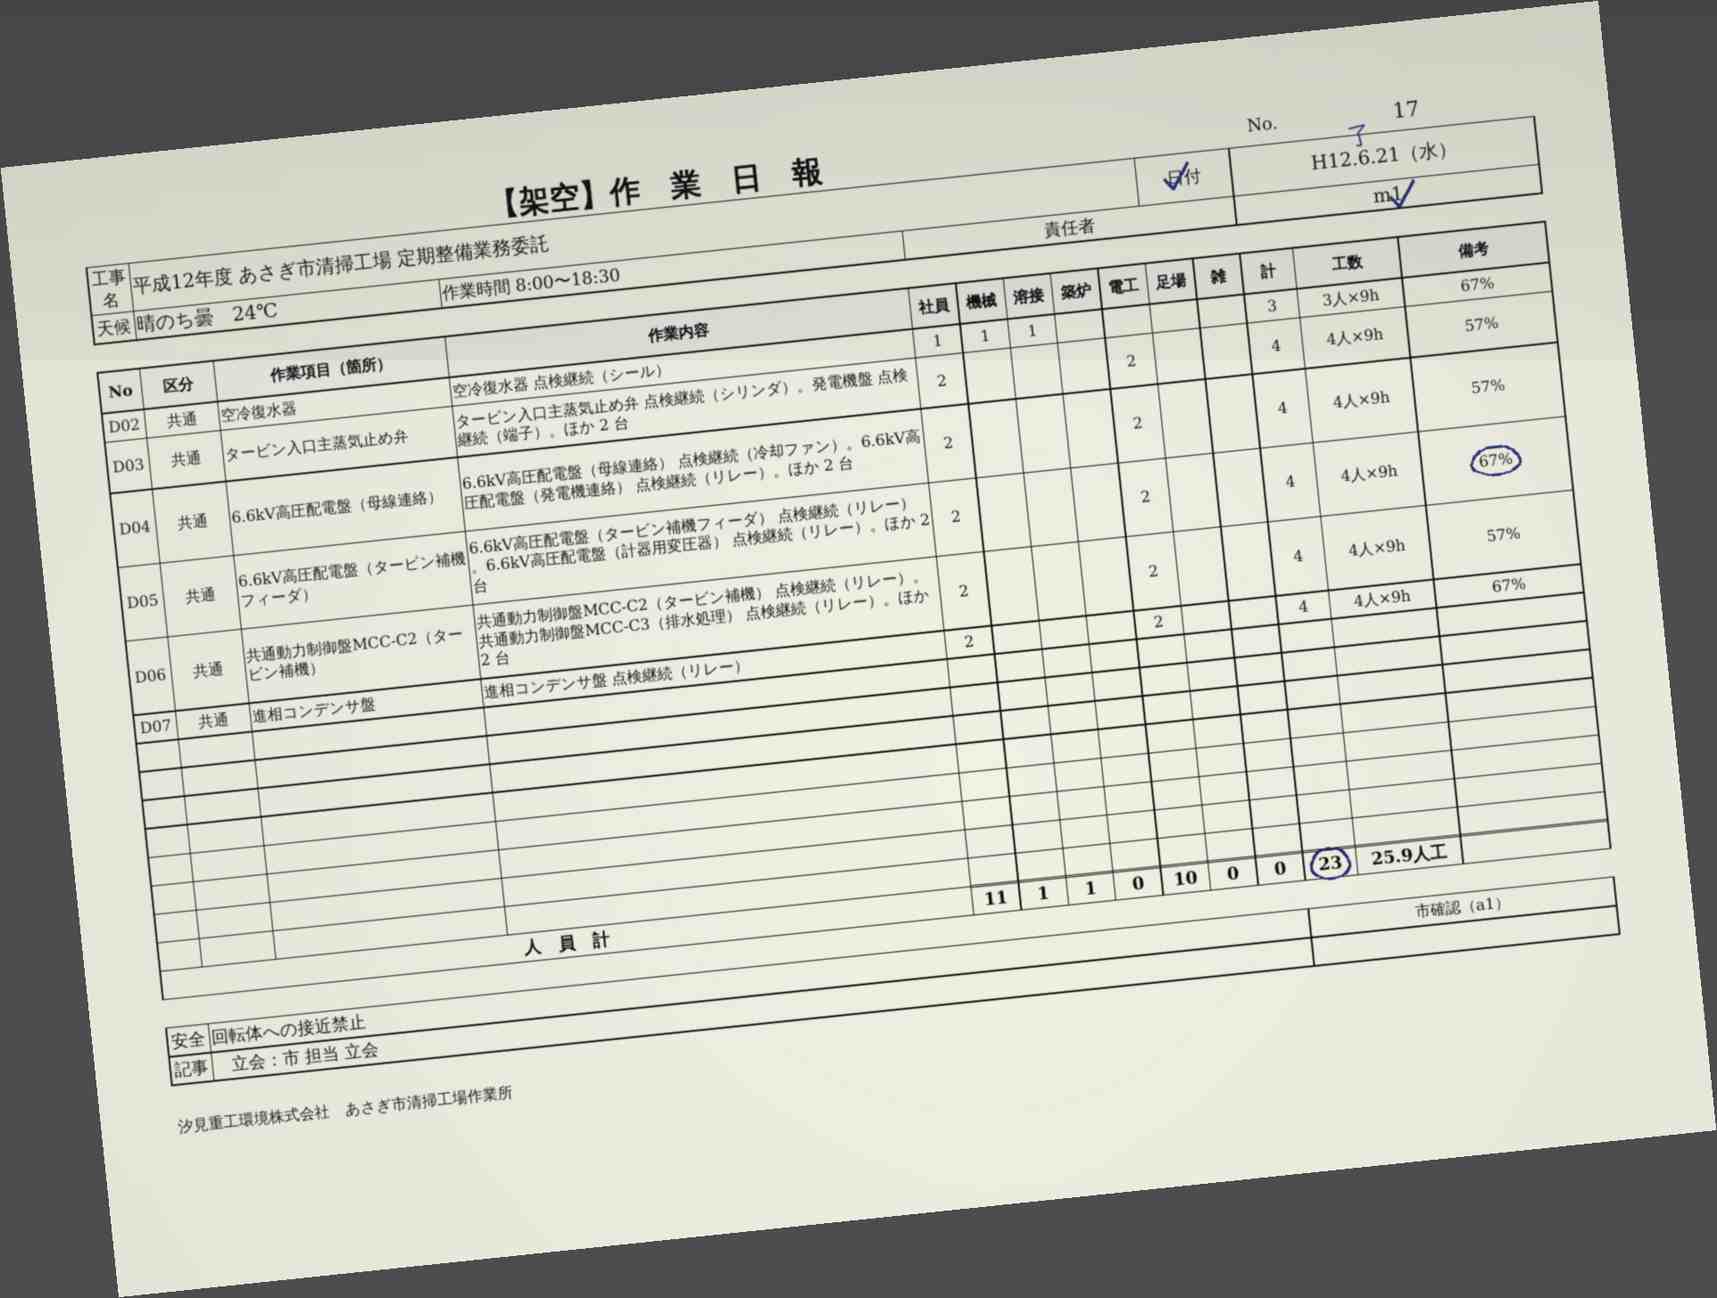 No. 17
了
【架空】作 業 日 報
日付 H12.6.21（水）
工事名 平成12年度 あさぎ市清掃工場 定期整備業務委託
責任者 m1
天候 晴のち曇 24℃ 作業時間 8:00〜18:30
No 区分 作業項目（箇所） 作業内容 社員 機械 溶接 築炉 電工 足場 雑 計 工数 備考
D02 共通 空冷復水器 空冷復水器 点検継続（シール） 1 1 1 3 3人×9h 67%
D03 共通 タービン入口主蒸気止め弁 タービン入口主蒸気止め弁 点検継続（シリンダ）。発電機盤 点検
継続（端子）。ほか 2 台 2 2 4 4人×9h 57%
D04 共通 6.6kV高圧配電盤（母線連絡） 6.6kV高圧配電盤（母線連絡） 点検継続（冷却ファン）。6.6kV高
圧配電盤（発電機連絡） 点検継続（リレー）。ほか 2 台 2 2 4 4人×9h 57%
D05 共通 6.6kV高圧配電盤（タービン補機
フィーダ） 6.6kV高圧配電盤（タービン補機フィーダ） 点検継続（リレー）
。6.6kV高圧配電盤（計器用変圧器） 点検継続（リレー）。ほか 2
台 2 2 4 4人×9h 67%
D06 共通 共通動力制御盤MCC-C2（ター
ビン補機） 共通動力制御盤MCC-C2（タービン補機） 点検継続（リレー）。
共通動力制御盤MCC-C3（排水処理） 点検継続（リレー）。ほか
2 台 2 2 4 4人×9h 57%
D07 共通 進相コンデンサ盤 進相コンデンサ盤 点検継続（リレー） 2 2 4 4人×9h 67%
人 員 計 11 1 1 0 10 0 0 23 25.9人工
市確認（a1）
安全 回転体への接近禁止
記事 立会：市 担当 立会
汐見重工環境株式会社 あさぎ市清掃工場作業所